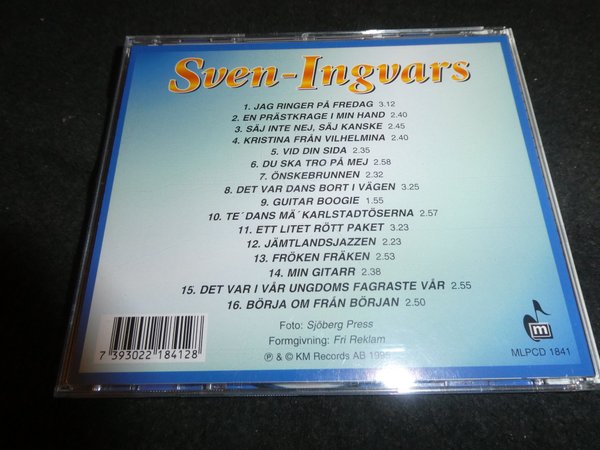 Sven-Ingvars
1. JAG RINGER PÅ FREDAG 3.12
2. EN PRÄSTKRAGE I MIN HAND 2.40
3. SÄJ INTE NEJ, SÄJ KANSKE 2.45
4. KRISTINA FRÅN VILHELMINA 2.40
5. VID DIN SIDA 2.35
6. DU SKA TRO PÅ MEJ 2.58
7. ÖNSKEBRUNNEN 2.32
8. DET VAR DANS BORT I VÄGEN 3.25
9. GUITAR BOOGIE 1.55
10. TE´DANS MÄ´KARLSTADTÖSERNA 2.57
11. ETT LITET RÖTT PAKET 3.23
12. JÄMTLANDSJAZZEN 2.23
13. FRÖKEN FRÄKEN 2.53
14. MIN GITARR 2.38
15. DET VAR I VÅR UNGDOMS FAGRASTE VÅR 2.55
16. BÖRJA OM FRÅN BÖRJAN 2.50
Foto: Sjöberg Press
Formgivning: Fri Reklam
℗ & © KM Records AB 1995
7 393022 184128
m
MLPCD 1841